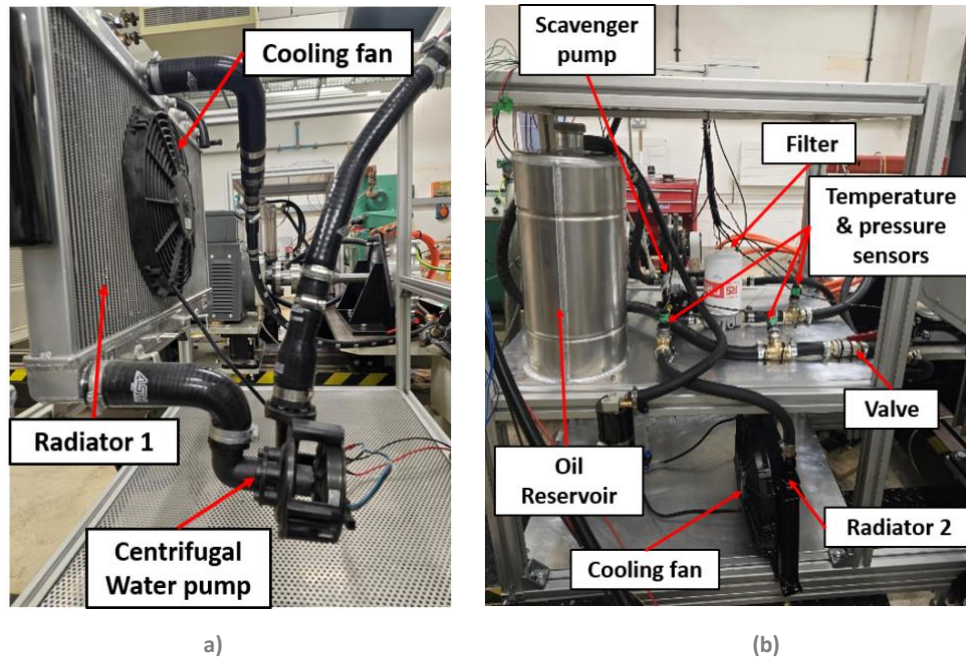 Cooling fan
Radiator 1
Centrifugal
Water pump
a)
Scavenger
pump
Filter
Temperature
& pressure
sensors
Valve
Oil
Reservoir
Radiator 2
Cooling fan
(b)